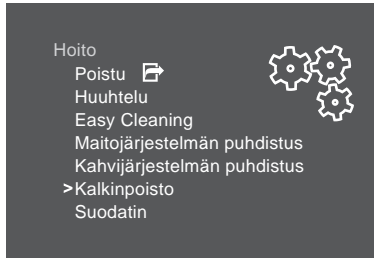 Hoito
Poistu
Huuhtelu
Easy Cleaning
Maitojärjestelmän puhdistus
Kahvijärjestelmän puhdistus
>Kalkinpoisto
Suodatin